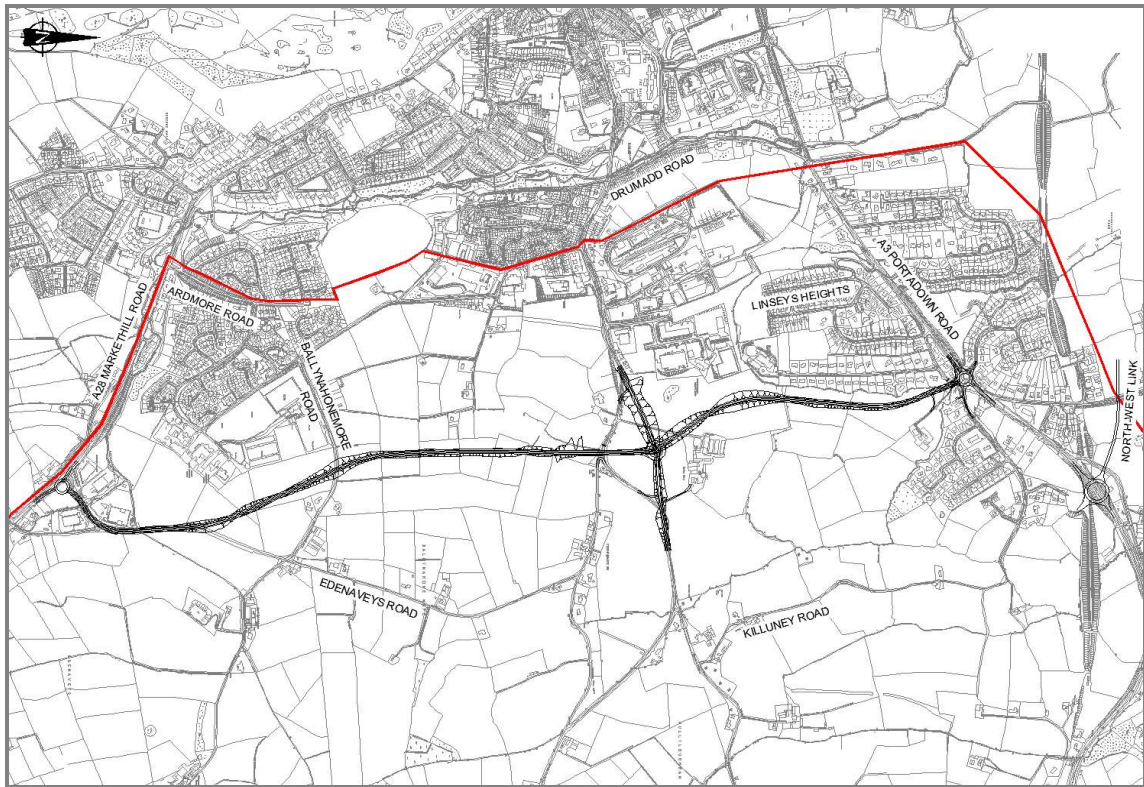 N
DRUMADD ROAD
A28 MARKETHILL ROAD
ARDMORE ROAD
BALLYNAHONEMORE
ROAD
LINSEYS HEIGHTS
A3 PORTADOWN ROAD
NORTH-WEST LINK
EDENAVEYS ROAD
KILLUNEY ROAD